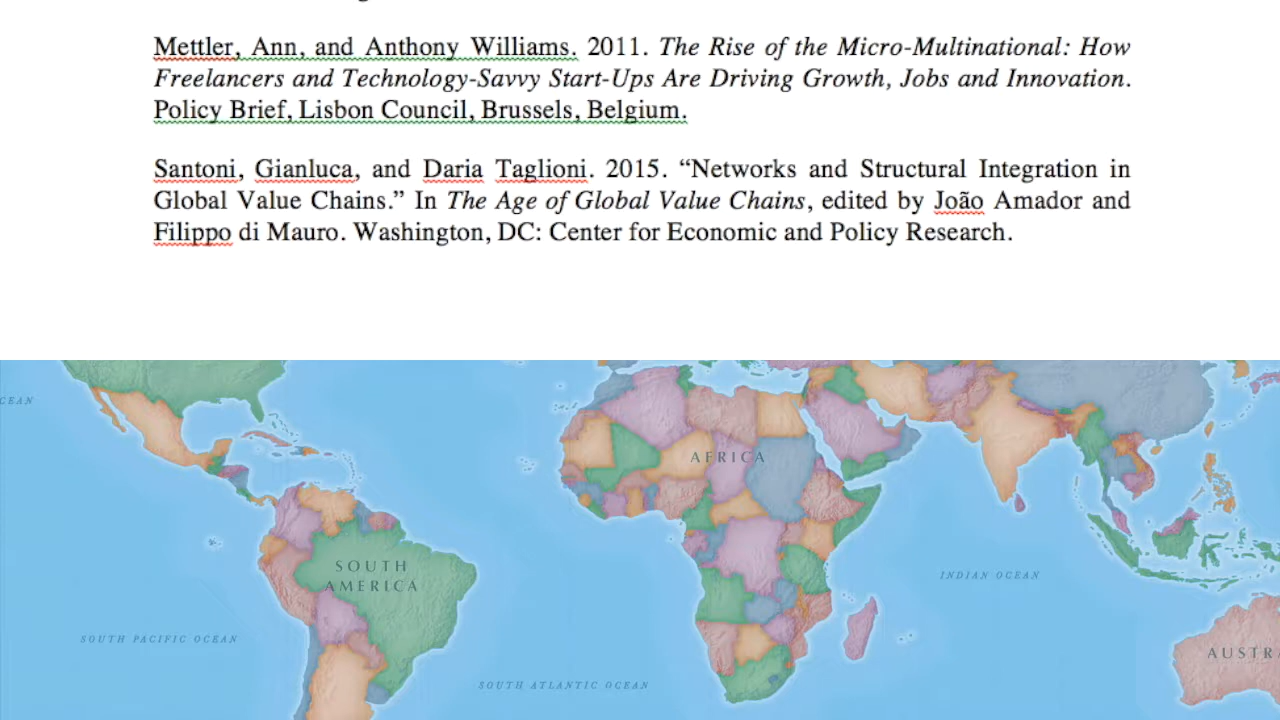 Mettler, Ann, and Anthony Williams. 2011. The Rise of the Micro-Multinational: How
Freelancers and Technology-Savvy Start-Ups Are Driving Growth, Jobs and Innovation.
Policy Brief, Lisbon Council, Brussels, Belgium.
Santoni, Gianluca, and Daria Taglioni. 2015. “Networks and Structural Integration in
Global Value Chains.” In The Age of Global Value Chains, edited by João Amador and
Filippo di Mauro. Washington, DC: Center for Economic and Policy Research.
CEAN
AFRICA
SOUTH
AMERICA
INDIAN OCEAN
SOUTH PACIFIC OCEAN
AUSTR
SOUTH ATLANTIC OCEAN